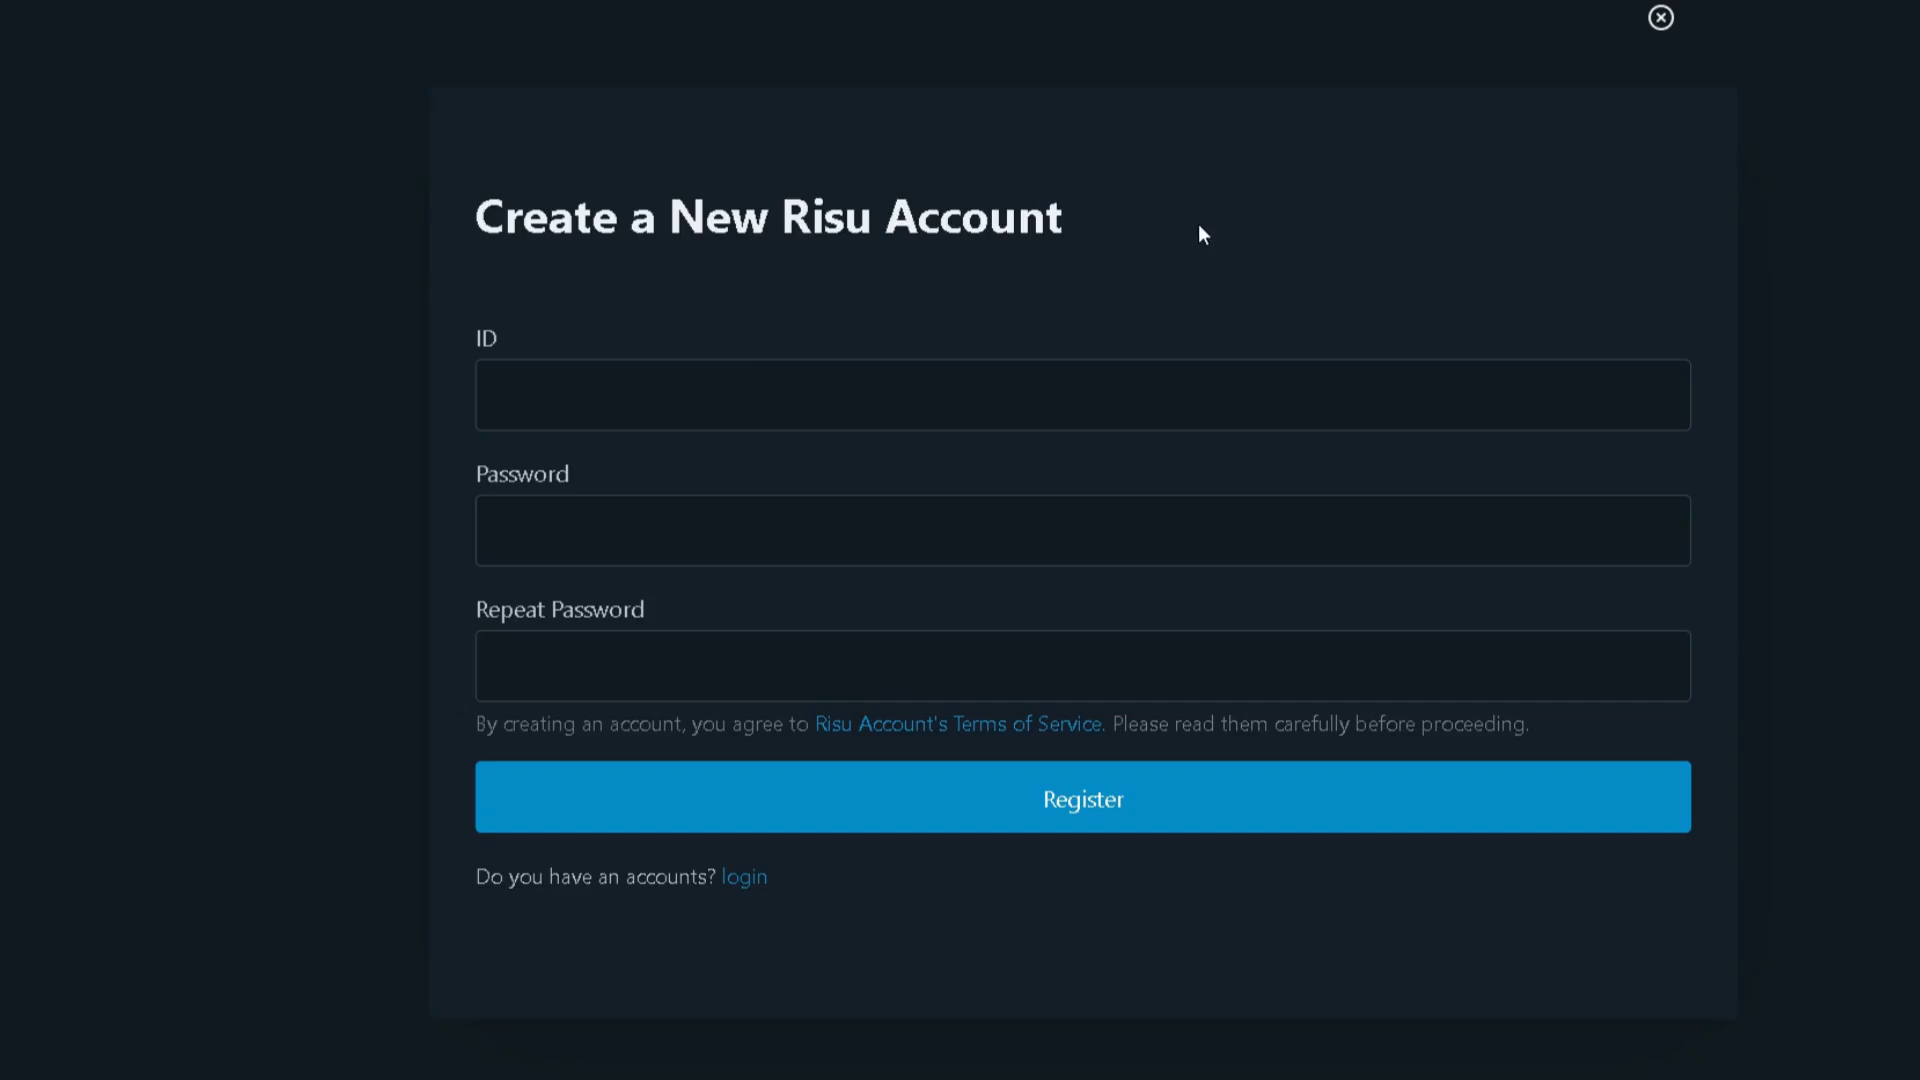 Create a New Risu Account
ID
Password
Repeat Password
By creating an account, you agree to Risu Account's Terms of Service. Please read them carefully before proceeding.
Register
Do you have an accounts? login